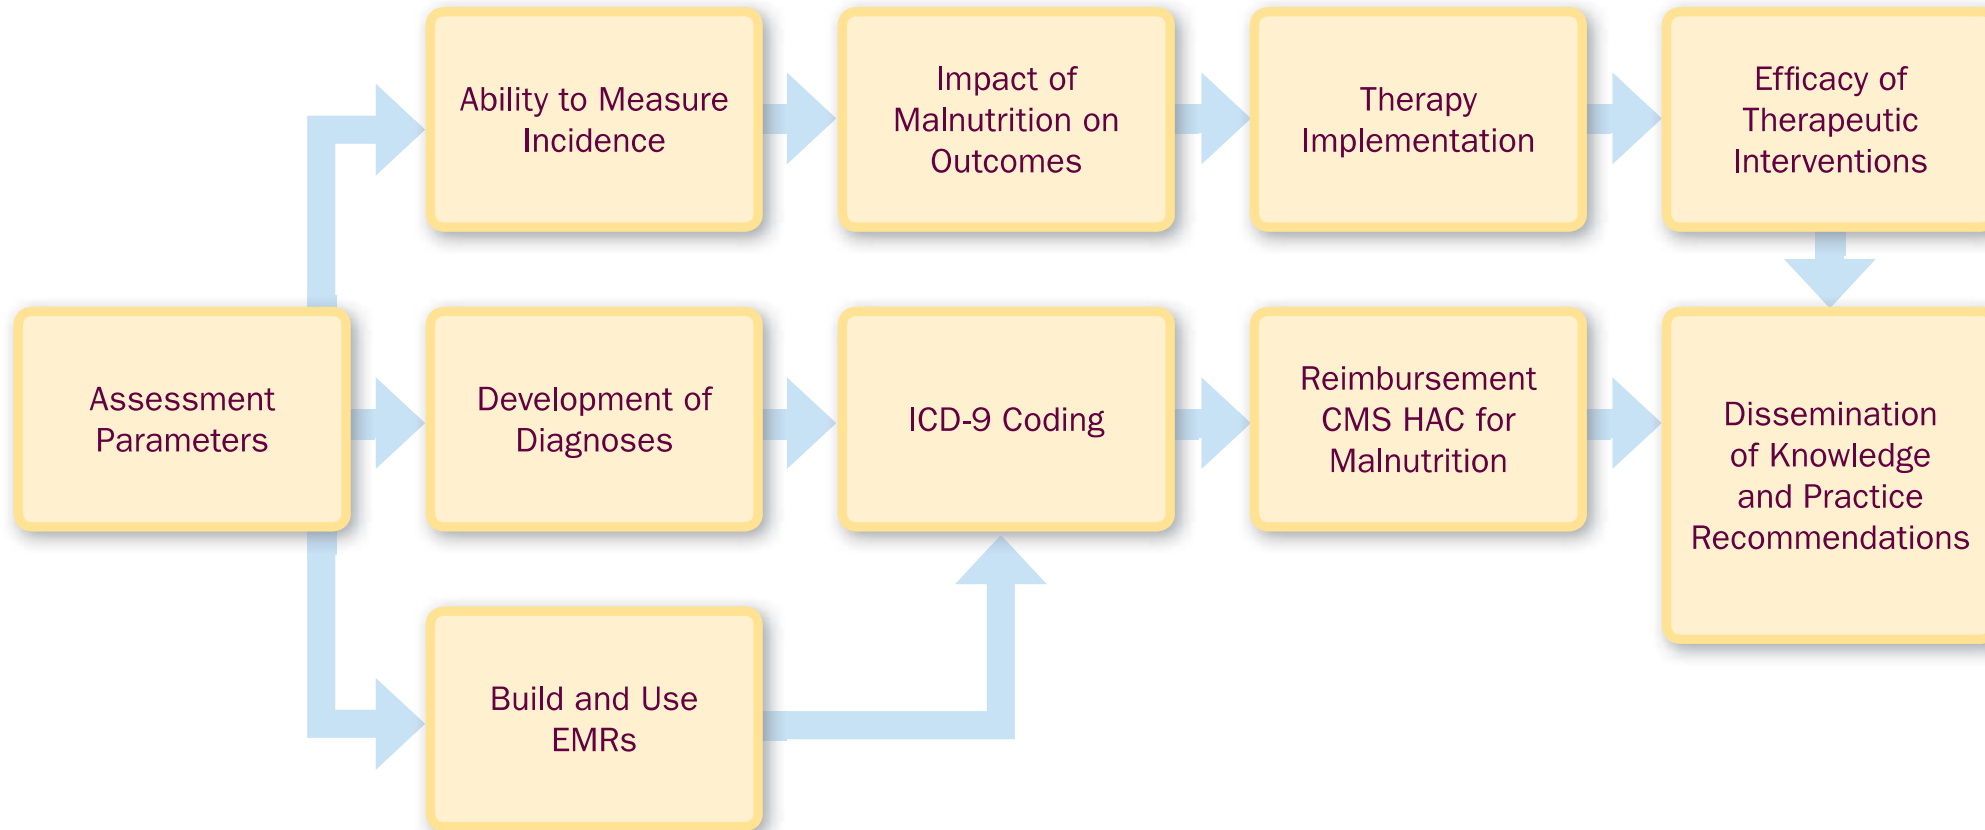 Ability to Measure
Incidence
Impact of
Malnutrition on
Outcomes
Therapy
Implementation
Efficacy of
Therapeutic
Interventions
Assessment
Parameters
Development of
Diagnoses
ICD-9 Coding
Reimbursement
CMS HAC for
Malnutrition
Dissemination
of Knowledge
and Practice
Recommendations
Build and Use
EMRs